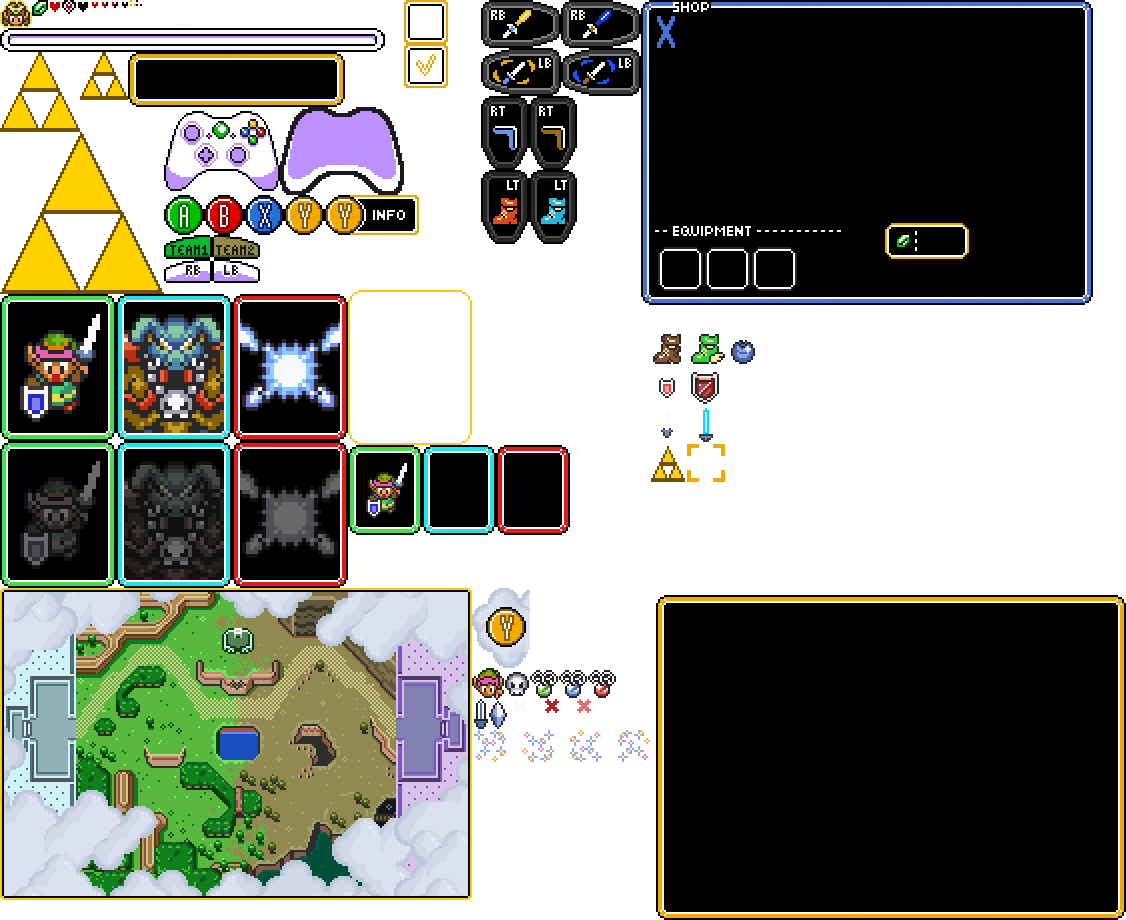 SHOP
X
RB
RB
LB
LB
RT
RT
LT
LT
A B X Y Y INFO
TEAM1 TEAM2
RB LB
-- EQUIPMENT -----------
Y